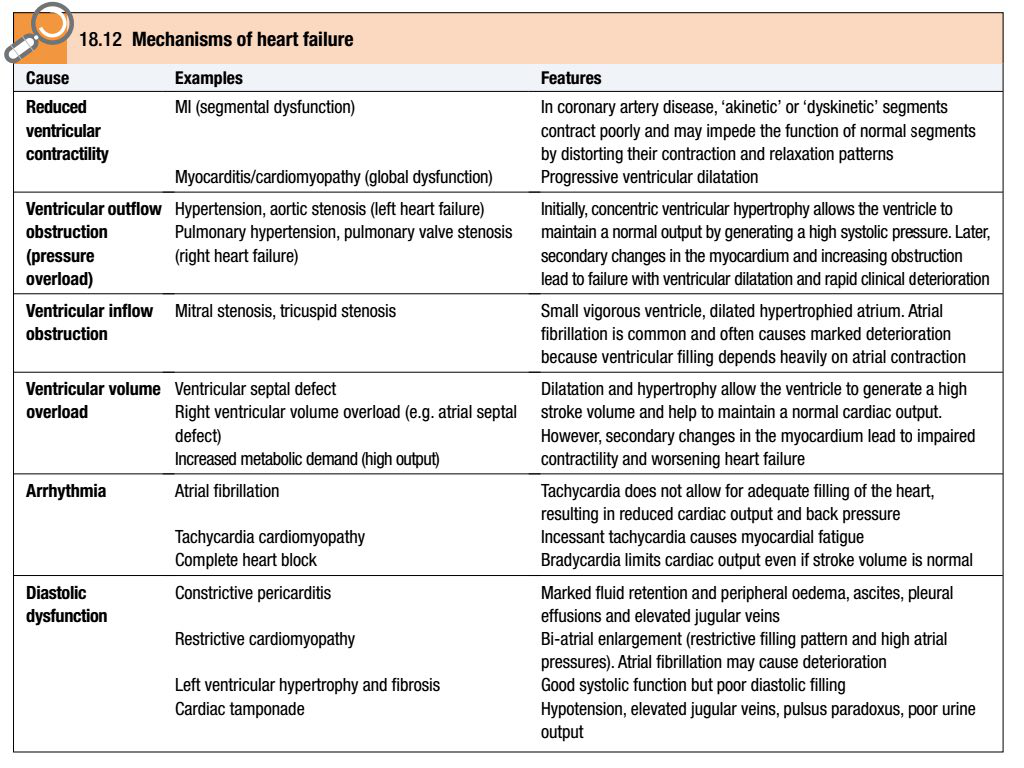 18.12 Mechanisms of heart failure
Cause Examples Features
Reduced
ventricular
contractility
MI (segmental dysfunction)
In coronary artery disease, ‘akinetic’ or ‘dyskinetic’ segments
contract poorly and may impede the function of normal segments
by distorting their contraction and relaxation patterns
Myocarditis/cardiomyopathy (global dysfunction)
Progressive ventricular dilatation
Ventricular outflow
obstruction
(pressure
overload)
Hypertension, aortic stenosis (left heart failure)
Pulmonary hypertension, pulmonary valve stenosis
(right heart failure)
Initially, concentric ventricular hypertrophy allows the ventricle to
maintain a normal output by generating a high systolic pressure. Later,
secondary changes in the myocardium and increasing obstruction
lead to failure with ventricular dilatation and rapid clinical deterioration
Ventricular inflow
obstruction
Mitral stenosis, tricuspid stenosis
Small vigorous ventricle, dilated hypertrophied atrium. Atrial
fibrillation is common and often causes marked deterioration
because ventricular filling depends heavily on atrial contraction
Ventricular volume
overload
Ventricular septal defect
Right ventricular volume overload (e.g. atrial septal
defect)
Increased metabolic demand (high output)
Dilatation and hypertrophy allow the ventricle to generate a high
stroke volume and help to maintain a normal cardiac output.
However, secondary changes in the myocardium lead to impaired
contractility and worsening heart failure
Arrhythmia
Atrial fibrillation
Tachycardia does not allow for adequate filling of the heart,
resulting in reduced cardiac output and back pressure
Tachycardia cardiomyopathy
Incessant tachycardia causes myocardial fatigue
Complete heart block
Bradycardia limits cardiac output even if stroke volume is normal
Diastolic
dysfunction
Constrictive pericarditis
Marked fluid retention and peripheral oedema, ascites, pleural
effusions and elevated jugular veins
Restrictive cardiomyopathy
Bi-atrial enlargement (restrictive filling pattern and high atrial
pressures). Atrial fibrillation may cause deterioration
Left ventricular hypertrophy and fibrosis
Good systolic function but poor diastolic filling
Cardiac tamponade
Hypotension, elevated jugular veins, pulsus paradoxus, poor urine
output